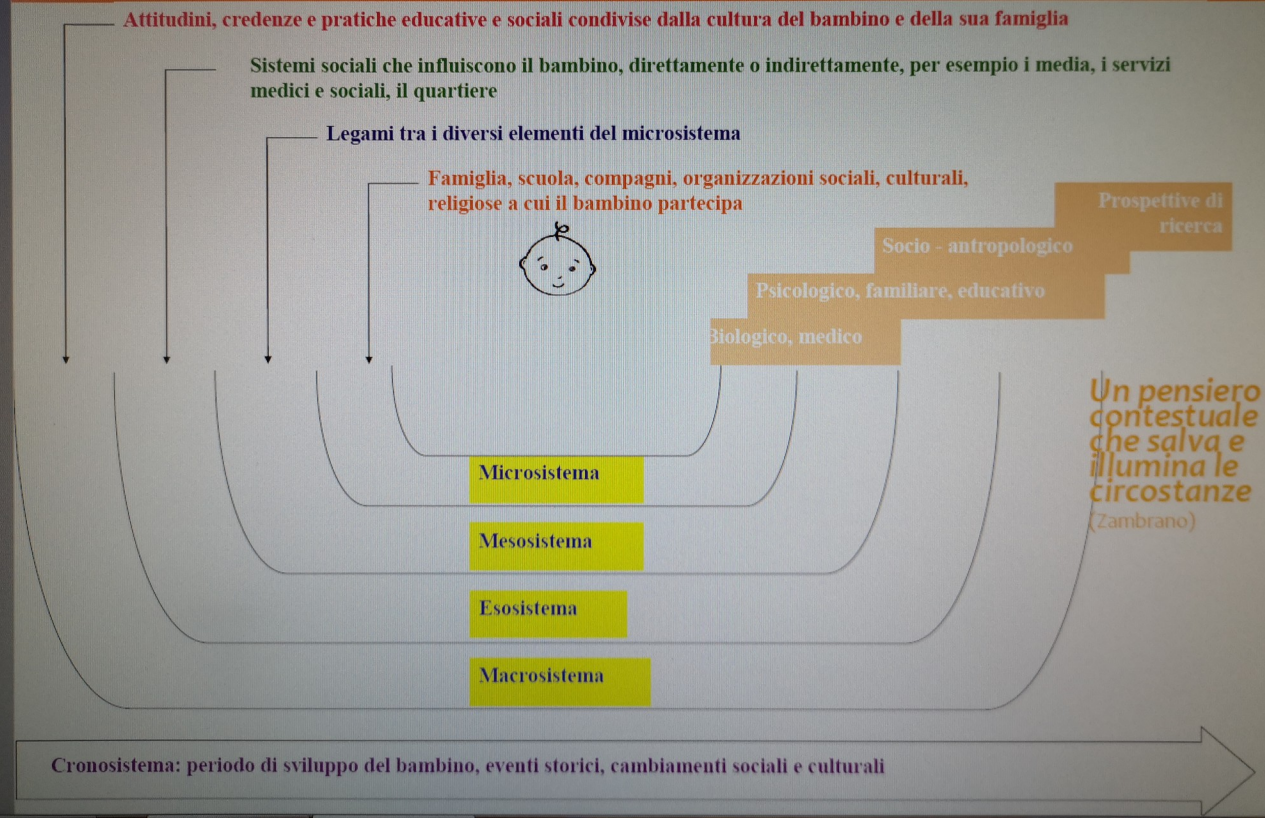 Attitudini, credenze e pratiche educative e sociali condivise dalla cultura del bambino e della sua famiglia
Sistemi sociali che influiscono il bambino, direttamente o indirettamente, per esempio i media, i servizi
medici e sociali, il quartiere
Legami tra i diversi elementi del microsistema
Famiglia, scuola, compagni, organizzazioni sociali, culturali,
religiose a cui il bambino partecipa
Prospettive di
ricerca
Socio - antropologico
Psicologico, familiare, educativo
Biologico, medico
Un pensiero
contestuale
che salva e
illumina le
circostanze
(Zambrano)
Microsistema
Mesosistema
Esosistema
Macrosistema
Cronosistema: periodo di sviluppo del bambino, eventi storici, cambiamenti sociali e culturali